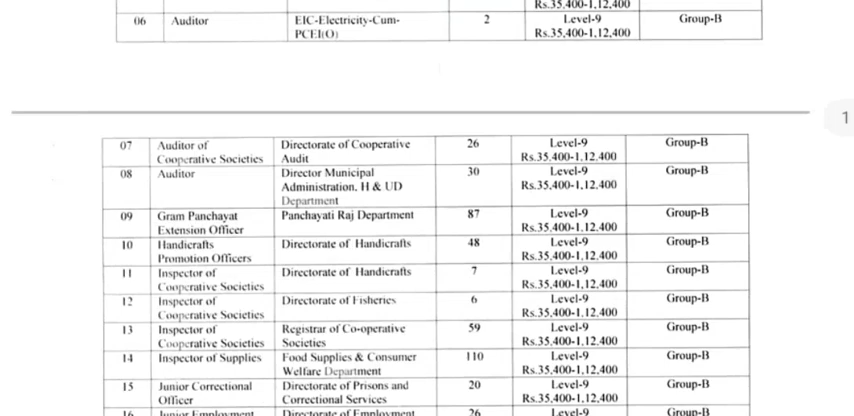 Rs.35,400-1,12,400
06 Auditor EIC-Electricity-Cum- 2 Level-9 Group-B
PCEI(O) Rs.35,400-1,12,400
1
07 Auditor of Directorate of Cooperative 26 Level-9 Group-B
Cooperative Societies Audit Rs.35,400-1,12,400
08 Auditor Director Municipal 30 Level-9 Group-B
Administration, H & UD Rs.35,400-1,12,400
Department
09 Gram Panchayat Panchayati Raj Department 87 Level-9 Group-B
Extension Officer Rs.35,400-1,12,400
10 Handicrafts Directorate of Handicrafts 48 Level-9 Group-B
Promotion Officers Rs.35,400-1,12,400
11 Inspector of Directorate of Handicrafts 7 Level-9 Group-B
Cooperative Societies Rs.35,400-1,12,400
12 Inspector of Directorate of Fisheries 6 Level-9 Group-B
Cooperative Societies Rs.35,400-1,12,400
13 Inspector of Registrar of Co-operative 59 Level-9 Group-B
Cooperative Societies Societies Rs.35,400-1,12,400
14 Inspector of Supplies Food Supplies & Consumer 110 Level-9 Group-B
Welfare Department Rs.35,400-1,12,400
15 Junior Correctional Directorate of Prisons and 20 Level-9 Group-B
Officer Correctional Services Rs.35,400-1,12,400
16 Junior Employment Directorate of Employment 26 Level-9 Group-B